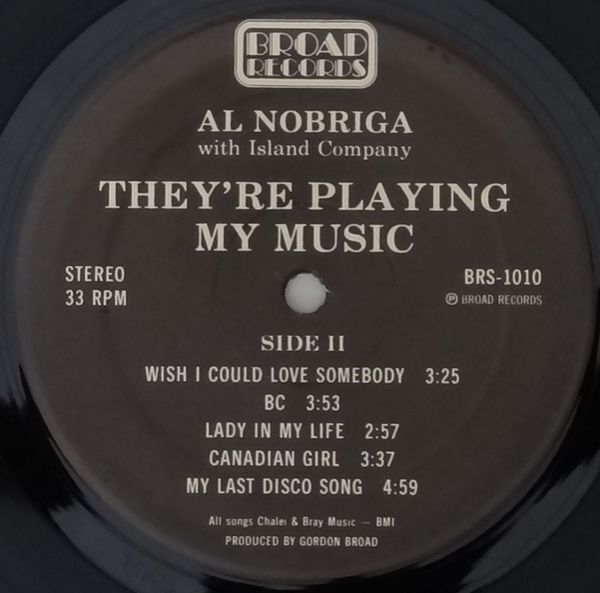 BROAD
RECORDS
AL NOBRIGA
with Island Company
THEY'RE PLAYING
MY MUSIC
STEREO
33 RPM
BRS-1010
Ⓟ BROAD RECORDS
SIDE II
WISH I COULD LOVE SOMEBODY 3:25
BC 3:53
LADY IN MY LIFE 2:57
CANADIAN GIRL 3:37
MY LAST DISCO SONG 4:59
All songs Chalei & Bray Music — BMI
PRODUCED BY GORDON BROAD